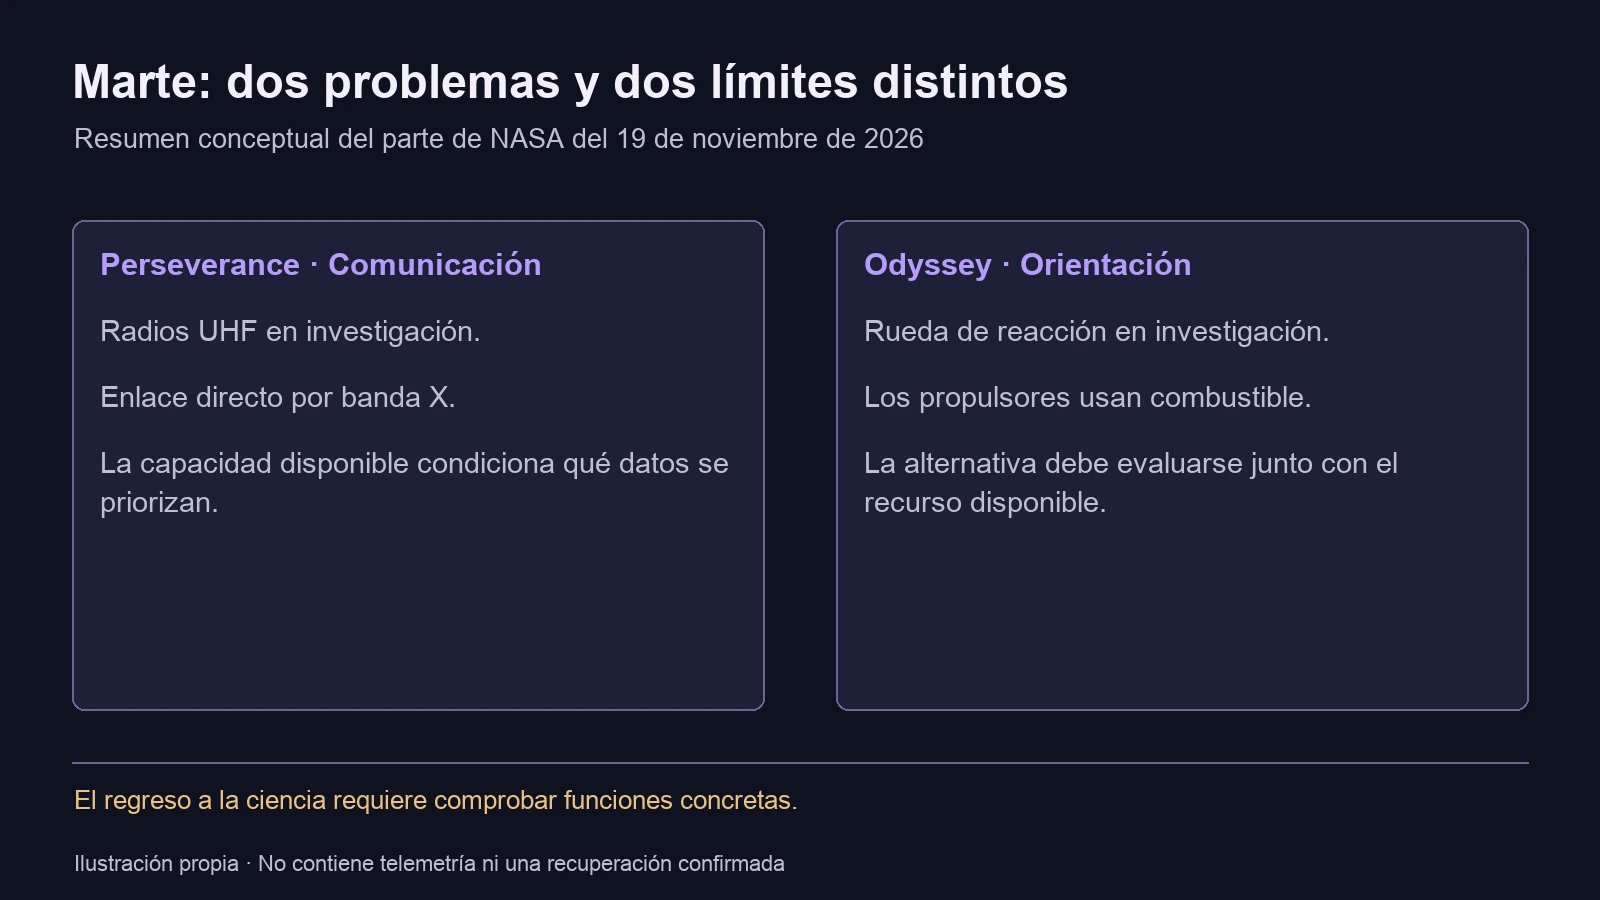 Marte: dos problemas y dos límites distintos
Resumen conceptual del parte de NASA del 19 de noviembre de 2026
Perseverance · Comunicación
Radios UHF en investigación.
Enlace directo por banda X.
La capacidad disponible condiciona qué datos se
priorizan.
Odyssey · Orientación
Rueda de reacción en investigación.
Los propulsores usan combustible.
La alternativa debe evaluarse junto con el
recurso disponible.
El regreso a la ciencia requiere comprobar funciones concretas.
Ilustración propia · No contiene telemetría ni una recuperación confirmada